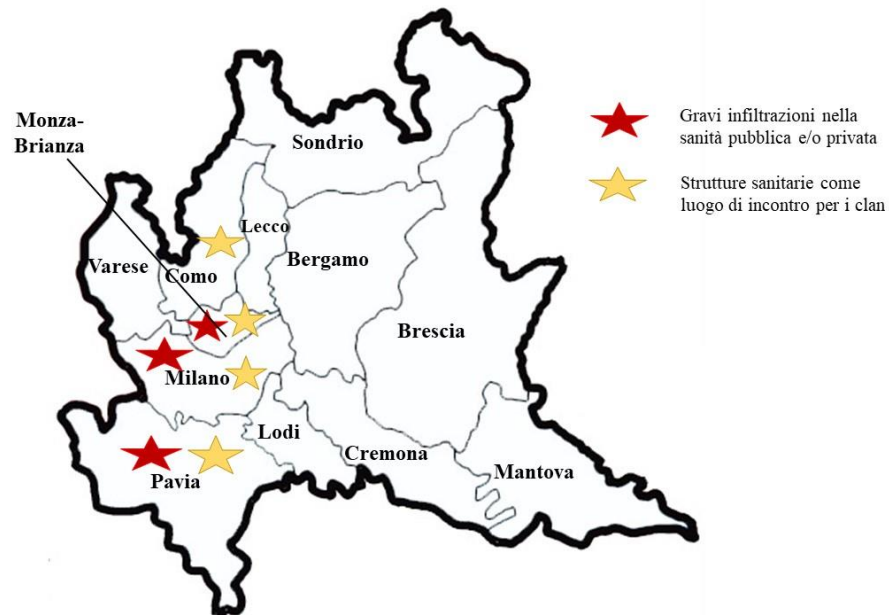 Monza-
Brianza
Sondrio
Lecco
Varese
Como
Bergamo
Brescia
Milano
Lodi
Cremona
Mantova
Pavia
Gravi infiltrazioni nella
sanità pubblica e/o privata
Strutture sanitarie come
luogo di incontro per i clan